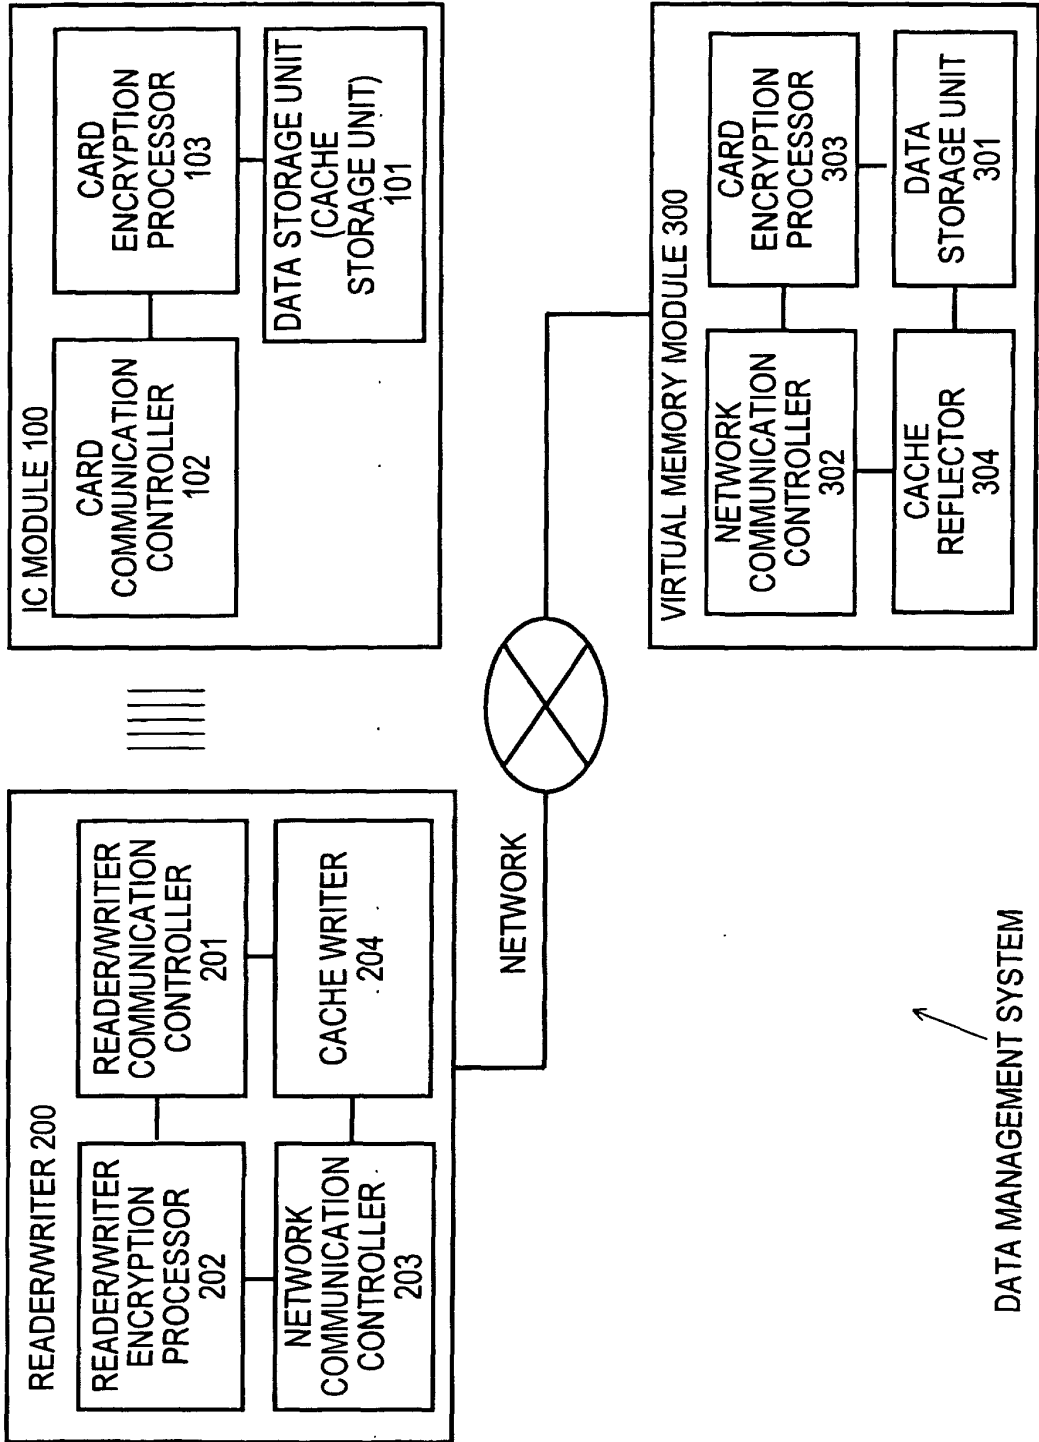 READER/WRITER 200
READER/WRITER
ENCRYPTION
PROCESSOR
202
READER/WRITER
COMMUNICATION
CONTROLLER
201
NETWORK
COMMUNICATION
CONTROLLER
203
CACHE WRITER
204
IC MODULE 100
CARD
COMMUNICATION
CONTROLLER
102
CARD
ENCRYPTION
PROCESSOR
103
DATA STORAGE UNIT
(CACHE
STORAGE UNIT)
101
NETWORK
VIRTUAL MEMORY MODULE 300
NETWORK
COMMUNICATION
CONTROLLER
302
CARD
ENCRYPTION
PROCESSOR
303
CACHE
REFLECTOR
304
DATA
STORAGE UNIT
301
DATA MANAGEMENT SYSTEM